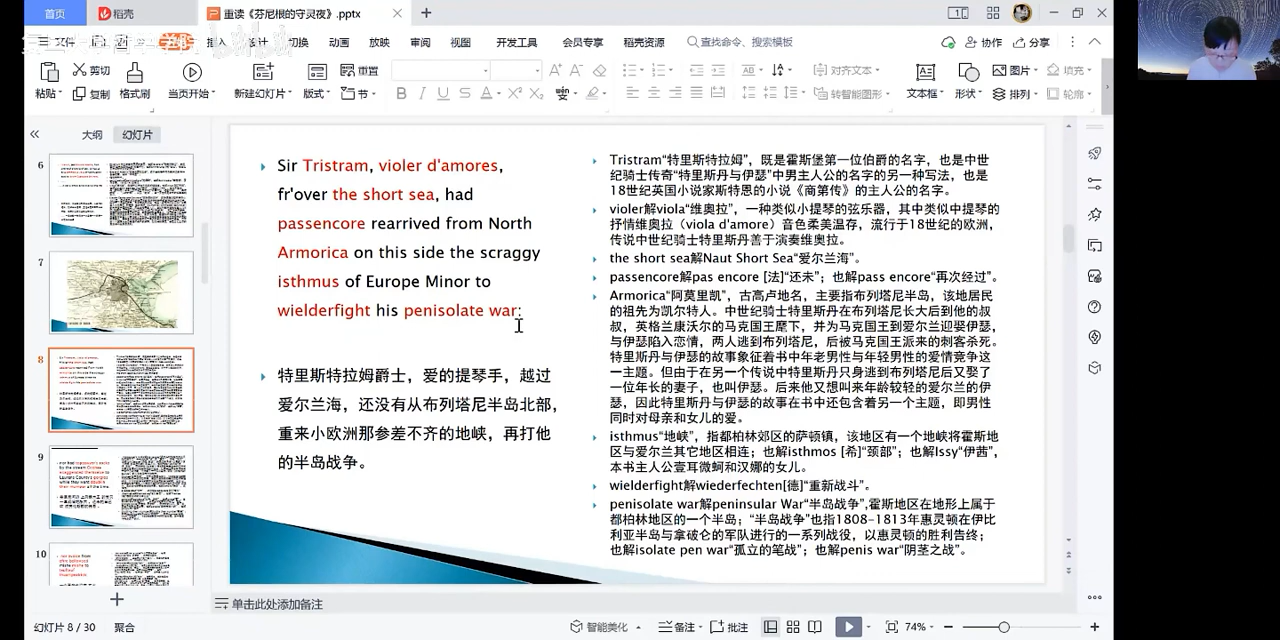 首页
稻壳
重读《芬尼根的守灵夜》.pptx
文件
插入
切换
动画
放映
审阅
视图
开发工具
会员专享
稻壳资源
查找命令、搜索模板
协作
分享
粘贴
剪切
复制
格式刷
当页开始
新建幻灯片
版式
重置
节
B I U S A X² X₂
对齐文本
转智能图形
文本框
形状
图片
排列
填充
轮廓
大纲
幻灯片
6
7
8
9
10
Sir Tristram, violer d'amores,
fr'over the short sea, had
passencore rearrived from North
Armorica on this side the scraggy
isthmus of Europe Minor to
wielderfight his penisolate war:
特里斯特拉姆爵士，爱的提琴手，越过
爱尔兰海，还没有从布列塔尼半岛北部，
重来小欧洲那参差不齐的地峡，再打他
的半岛战争。
Tristram“特里斯特拉姆”，既是霍斯堡第一位伯爵的名字，也是中世
纪骑士传奇“特里斯丹与伊瑟”中男主人公的名字的另一种写法，也是
18世纪英国小说家斯特恩的小说《商第传》的主人公的名字。
violer解viola“维奥拉”，一种类似小提琴的弦乐器，其中类似中提琴的
抒情维奥拉（viola d'amore）音色柔美温存，流行于18世纪的欧洲，
传说中世纪骑士特里斯丹善于演奏维奥拉。
the short sea解Naut Short Sea“爱尔兰海”。
passencore解pas encore [法]“还未”；也解pass encore“再次经过”。
Armorica“阿莫里凯”，古高卢地名，主要指布列塔尼半岛，该地居民
的祖先为凯尔特人。中世纪骑士特里斯丹在布列塔尼长大后到他的叔
叔，英格兰康沃尔的马克国王麾下，并为马克国王到爱尔兰迎娶伊瑟，
与伊瑟陷入恋情，两人逃到布列塔尼，后被马克国王派来的刺客杀死。
特里斯丹与伊瑟的故事象征着书中年老男性与年轻男性的爱情竞争这
一主题。但由于在另一个传说中特里斯丹只身逃到布列塔尼后又娶了
一位年长的妻子，也叫伊瑟。后来他又想叫来年龄较轻的爱尔兰的伊
瑟，因此特里斯丹与伊瑟的故事在书中还包含着另一个主题，即男性
同时对母亲和女儿的爱。
isthmus“地峡”，指都柏林郊区的萨顿镇，该地区有一个地峡将霍斯地
区与爱尔兰其它地区相连；也解isthmos [希]“颈部”；也解Issy“伊茜”，
本书主人公壹耳微蚵和汉娜的女儿。
wielderfight解wiederfechten[德]“重新战斗”。
penisolate war解peninsular War“半岛战争”,霍斯地区在地形上属于
都柏林地区的一个半岛；“半岛战争”也指1808-1813年惠灵顿在伊比
利亚半岛与拿破仑的军队进行的一系列战役，以惠灵顿的胜利告终；
也解isolate pen war“孤立的笔战”；也解penis war“阴茎之战”。
单击此处添加备注
幻灯片 8 / 30
聚合
智能美化
备注
批注
74%